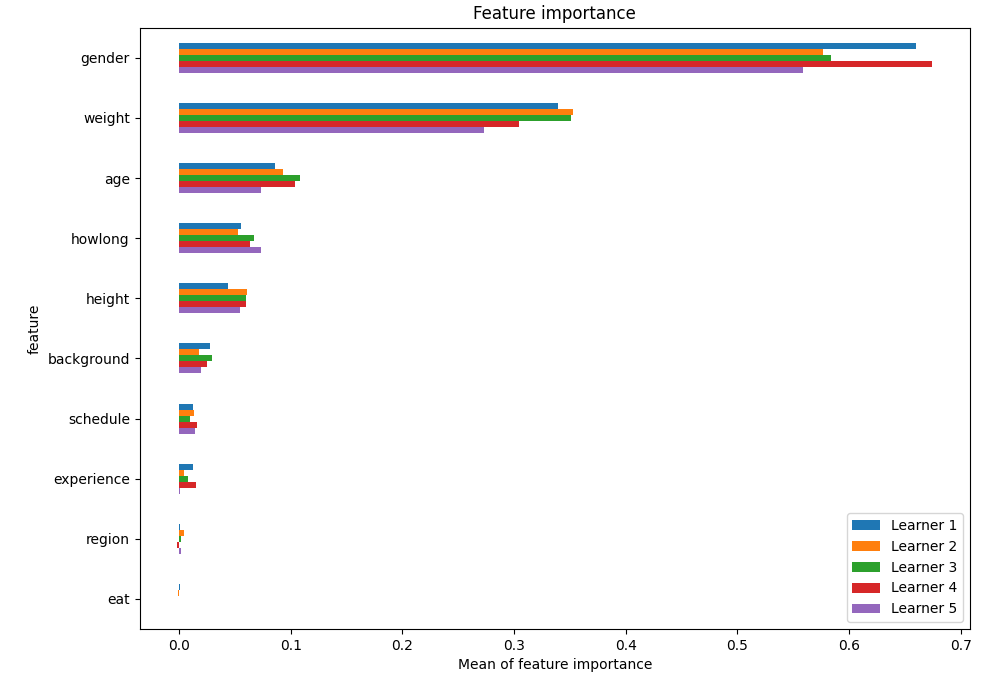 Feature importance
gender
weight
age
howlong
height
background
schedule
experience
region
eat
feature
0.0 0.1 0.2 0.3 0.4 0.5 0.6 0.7
Mean of feature importance
Learner 1
Learner 2
Learner 3
Learner 4
Learner 5